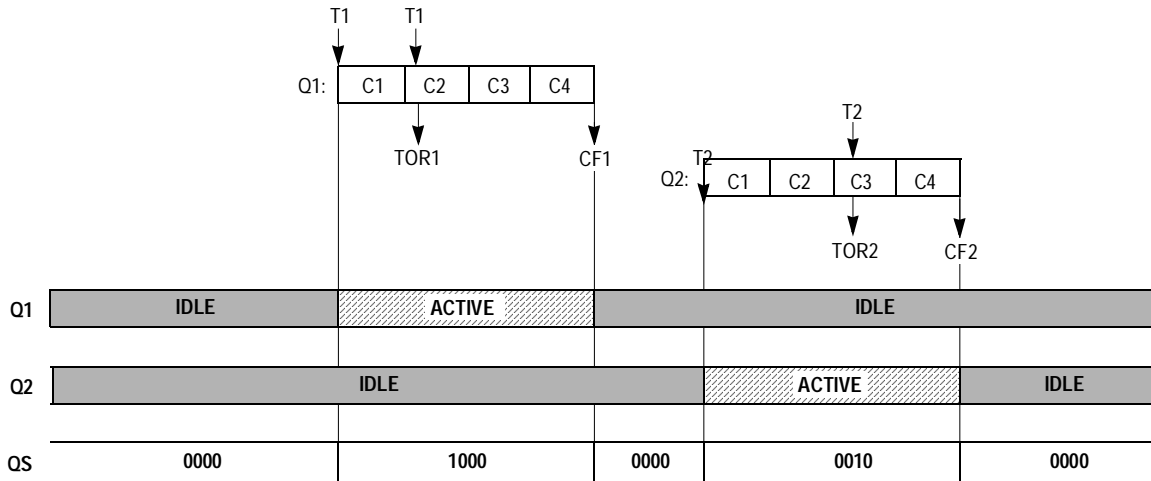 T1 T1
Q1: C1 C2 C3 C4
TOR1 CF1
T2
T2
Q2: C1 C2 C3 C4
TOR2 CF2
Q1 IDLE ACTIVE IDLE
Q2 IDLE ACTIVE IDLE
QS 0000 1000 0000 0010 0000